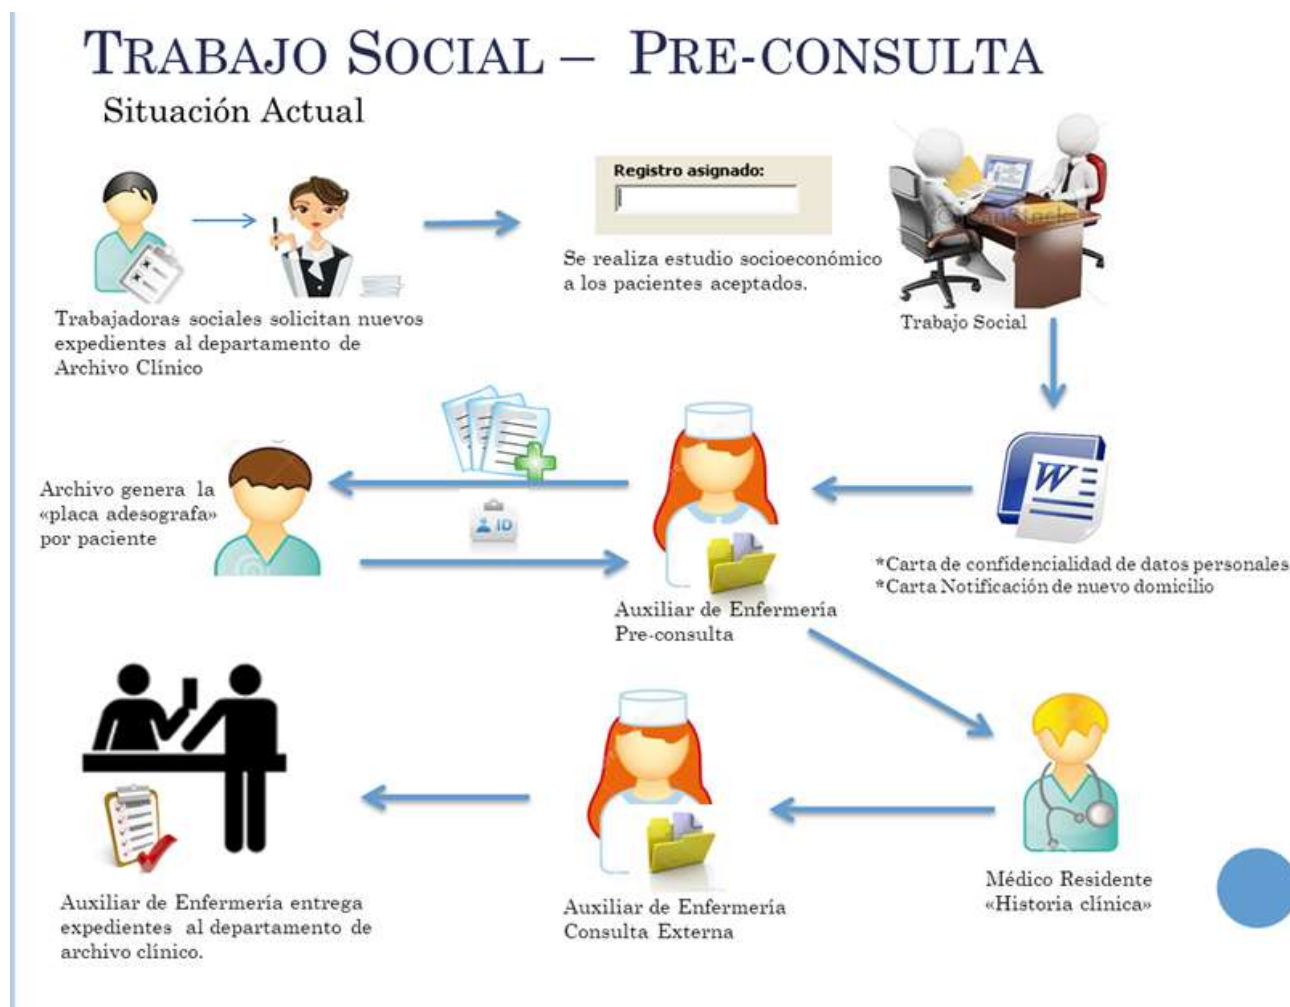 TRABAJO SOCIAL – PRE-CONSULTA
Situación Actual
Registro asignado:
Se realiza estudio socioeconómico
a los pacientes aceptados.
Trabajadoras sociales solicitan nuevos
expedientes al departamento de
Archivo Clínico
Trabajo Social
Archivo genera la
«placa adesografa»
por paciente
ID
W
*Carta de confidencialidad de datos personales
*Carta Notificación de nuevo domicilio
Auxiliar de Enfermería
Pre-consulta
Médico Residente
«Historia clínica»
Auxiliar de Enfermería
Consulta Externa
Auxiliar de Enfermería entrega
expedientes al departamento de
archivo clínico.